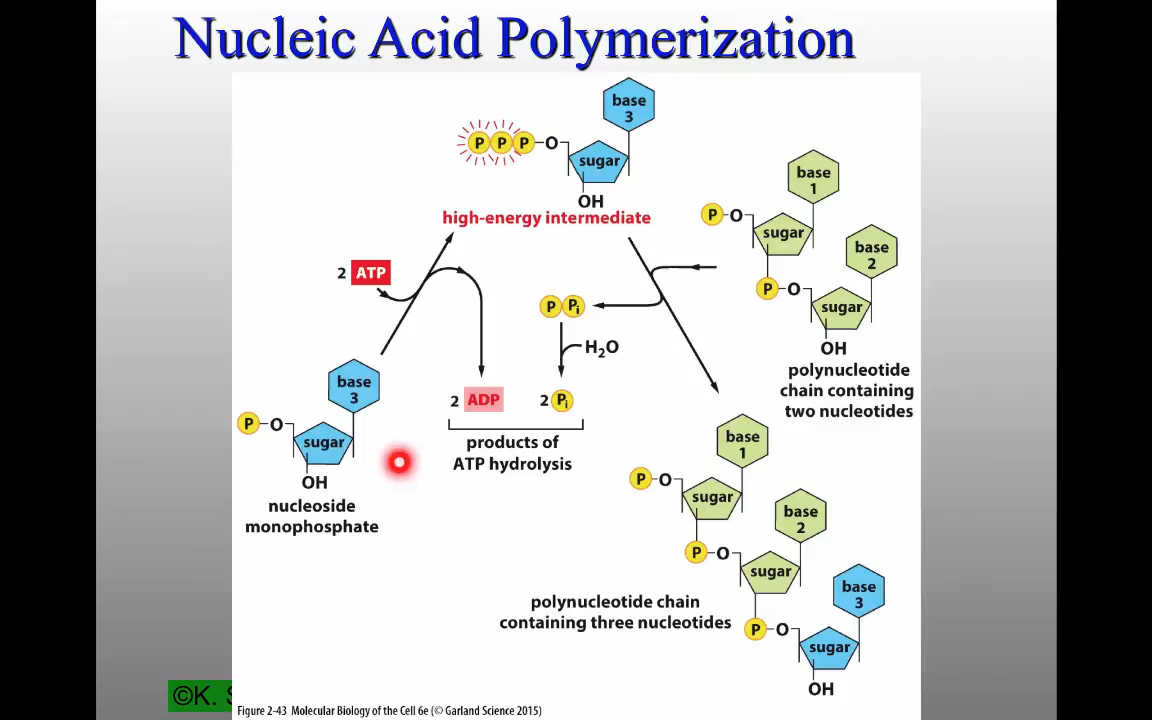 Nucleic Acid Polymerization
base
3
P P P O
sugar
OH
high-energy intermediate
base
1
P O
sugar
base
2
P O
sugar
OH
polynucleotide
chain containing
two nucleotides
2 ATP
P Pi
H2O
2 ADP
2 Pi
products of
ATP hydrolysis
base
3
P O
sugar
OH
nucleoside
monophosphate
base
1
P O
sugar
base
2
P O
sugar
base
3
P O
sugar
OH
polynucleotide chain
containing three nucleotides
©K. S
Figure 2-43 Molecular Biology of the Cell 6e (© Garland Science 2015)